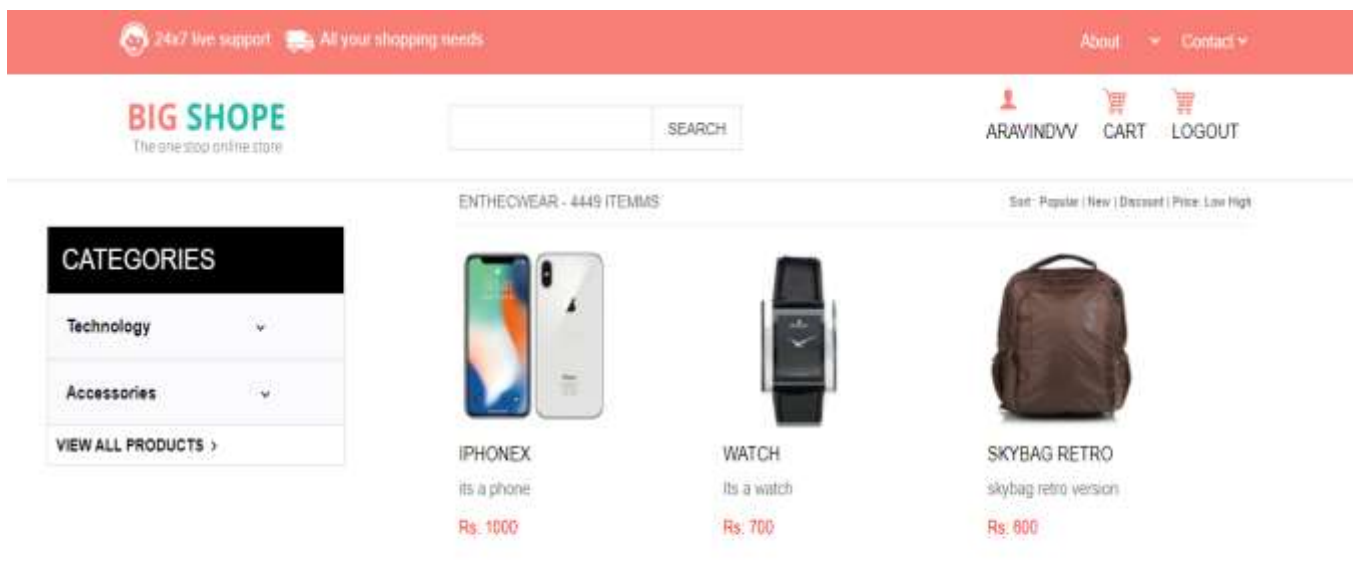 24x7 live support All your shopping needs About Contact
BIG SHOPE
The one stop online store
SEARCH
ARAVINDVV CART LOGOUT
ENTHECWEAR - 4449 ITEMMS
Sort : Popular | New | Discount | Price: Low High
CATEGORIES
Technology
Accessories
VIEW ALL PRODUCTS >
IPHONEX WATCH SKYBAG RETRO
its a phone Its a watch skybag retro version
Rs. 1000 Rs. 700 Rs. 800